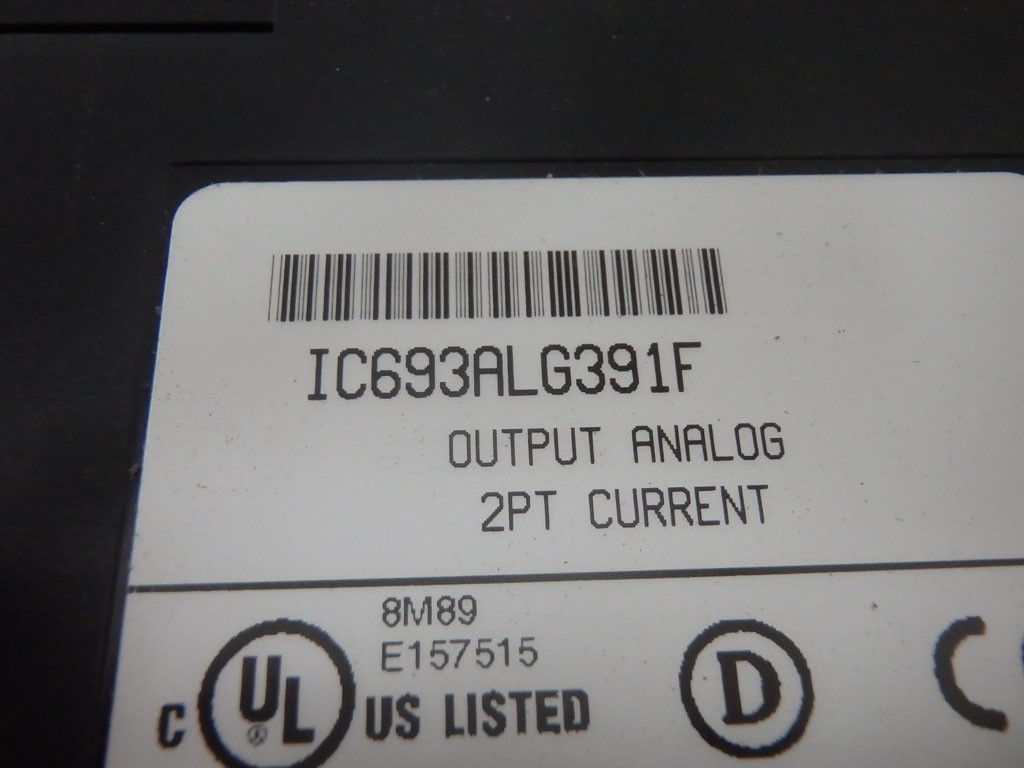 IC693ALG391F
OUTPUT ANALOG
2PT CURRENT
8M89
E157515
C UL ® US LISTED
D
C